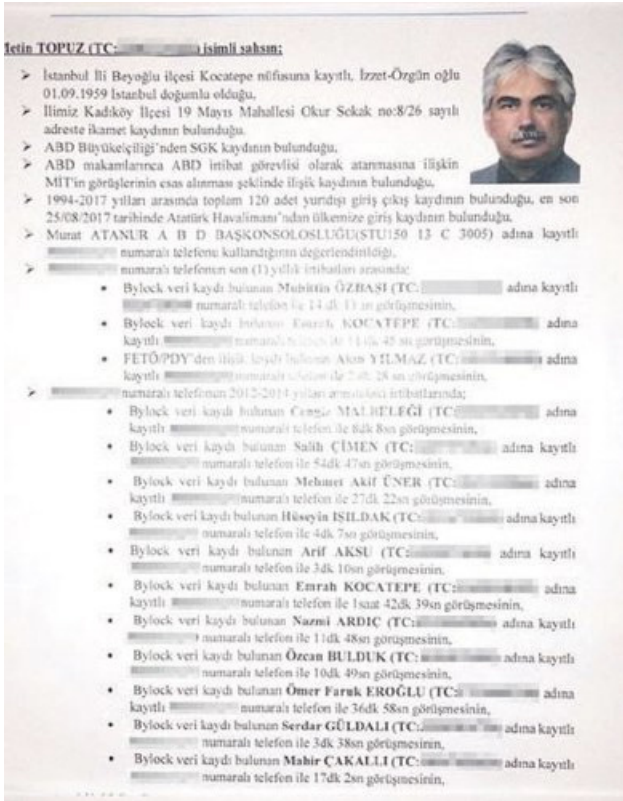 Metin TOPUZ (TC: ) isimli şahsın;
➢ İstanbul İli Beyoğlu ilçesi Kocatepe nüfusuna kayıtlı, İzzet-Özgün oğlu
01.09.1959 İstanbul doğumlu olduğu,
➢ İlimiz Kadıköy İlçesi 19 Mayıs Mahallesi Okur Sokak no:8/26 sayılı
adreste ikamet kaydının bulunduğu,
➢ ABD Büyükelçiliği'nden SGK kaydının bulunduğu,
➢ ABD makamlarınca ABD irtibat görevlisi olarak atanmasına ilişkin
MİT'in görüşlerinin esas alınması şeklinde ilişik kaydının bulunduğu,
➢ 1994-2017 yılları arasında toplam 120 adet yurtdışı giriş çıkış kaydının bulunduğu, en son
25/08/2017 tarihinde Atatürk Havalimanı'ndan ülkemize giriş kaydının bulunduğu.
➢ Murat ATANUR A B D BAŞKONSOLOSLUĞU(STU150 13 C 3005) adına kayıtlı
numaralı telefonu kullandığının değerlendirildiği,
➢ numaralı telefonun son (1) yıllık irtibatları arasında;
• Bylock veri kaydı bulunan Muhittin ÖZBAŞI (TC: adına kayıtlı
numaralı telefon ile 14 dk 13 sn görüşmesinin,
• Bylock veri kaydı bulunan Emrah KOCATEPE (TC: adına
kayıtlı numaralı telefon ile 11 dk 45 sn görüşmesinin,
• FETÖ/PDY'den ilişik kaydı bulunan Akın YILMAZ (TC: adına
kayıtlı numaralı telefon ile 2 dk 28 sn görüşmesinin,
➢ numaralı telefonun 2012-2014 yılları arasındaki irtibatlarında;
• Bylock veri kaydı bulunan Cengiz MALBELEĞİ (TC: adına
kayıtlı numaralı telefon ile 8dk 8sn görüşmesinin,
• Bylock veri kaydı bulunan Salih ÇİMEN (TC: adına kayıtlı
numaralı telefon ile 54dk 47sn görüşmesinin,
• Bylock veri kaydı bulunan Mehmet Akif ÜNER (TC: adına
kayıtlı numaralı telefon ile 27dk 22sn görüşmesinin,
• Bylock veri kaydı bulunan Hüseyin IŞILDAK (TC: adına kayıtlı
numaralı telefon ile 4dk 7sn görüşmesinin,
• Bylock veri kaydı bulunan Arif AKSU (TC: adına kayıtlı
numaralı telefon ile 3dk 10sn görüşmesinin,
• Bylock veri kaydı bulunan Emrah KOCATEPE (TC: adına
kayıtlı numaralı telefon ile 1saat 42dk 39sn görüşmesinin,
• Bylock veri kaydı bulunan Nazmi ARDIÇ (TC: adına kayıtlı
numaralı telefon ile 11dk 48sn görüşmesinin,
• Bylock veri kaydı bulunan Özcan BULDUK (TC: adına kayıtlı
numaralı telefon ile 10dk 49sn görüşmesinin,
• Bylock veri kaydı bulunan Ömer Faruk EROĞLU (TC: adına
kayıtlı numaralı telefon ile 36dk 58sn görüşmesinin,
• Bylock veri kaydı bulunan Serdar GÜLDALI (TC: adına kayıtlı
numaralı telefon ile 3dk 38sn görüşmesinin,
• Bylock veri kaydı bulunan Mahir ÇAKALLI (TC: adına kayıtlı
numaralı telefon ile 17dk 2sn görüşmesinin,